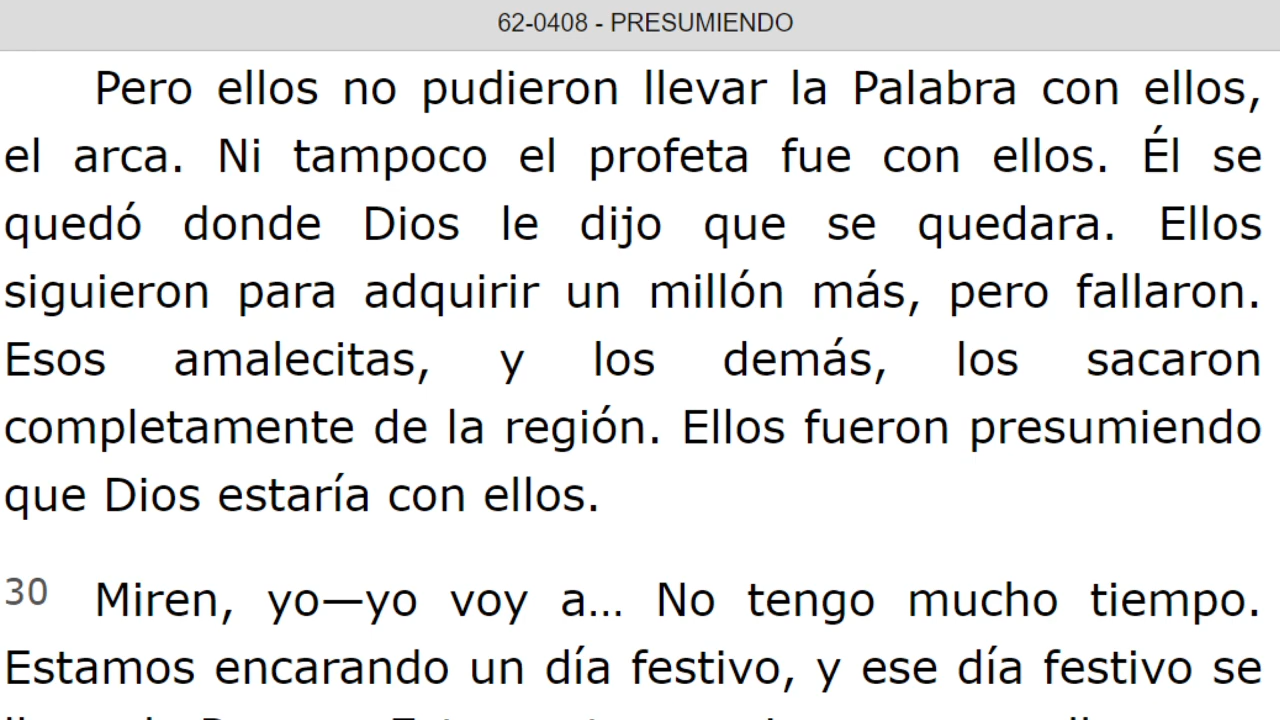 62-0408 - PRESUMIENDO
Pero ellos no pudieron llevar la Palabra con ellos,
el arca. Ni tampoco el profeta fue con ellos. Él se
quedó donde Dios le dijo que se quedara. Ellos
siguieron para adquirir un millón más, pero fallaron.
Esos amalecitas, y los demás, los sacaron
completamente de la región. Ellos fueron presumiendo
que Dios estaría con ellos.
30 Miren, yo—yo voy a... No tengo mucho tiempo.
Estamos encarando un día festivo, y ese día festivo se